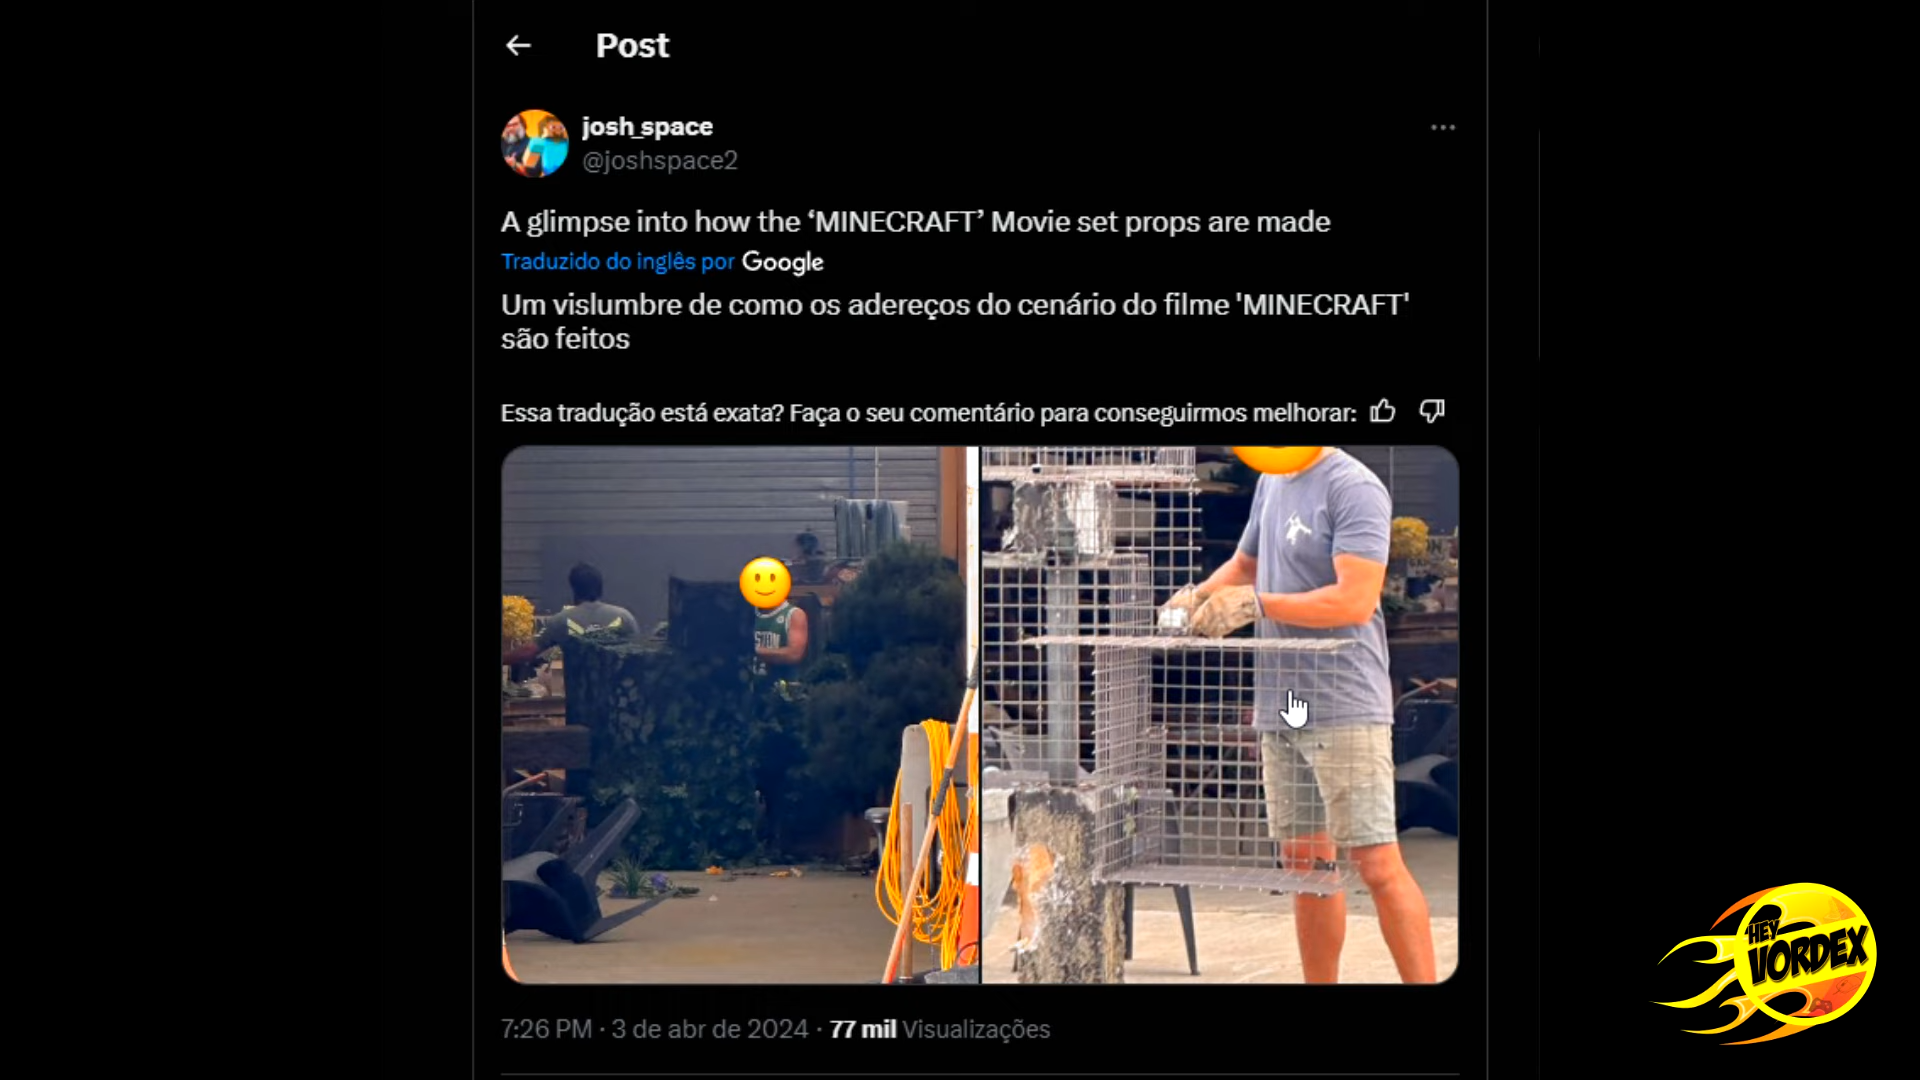 Post
josh_space
@joshspace2
A glimpse into how the ‘MINECRAFT’ Movie set props are made
Traduzido do inglês por Google
Um vislumbre de como os adereços do cenário do filme 'MINECRAFT'
são feitos
Essa tradução está exata? Faça o seu comentário para conseguirmos melhorar:
7:26 PM · 3 de abr de 2024 · 77 mil Visualizações
HEY
VORDEX